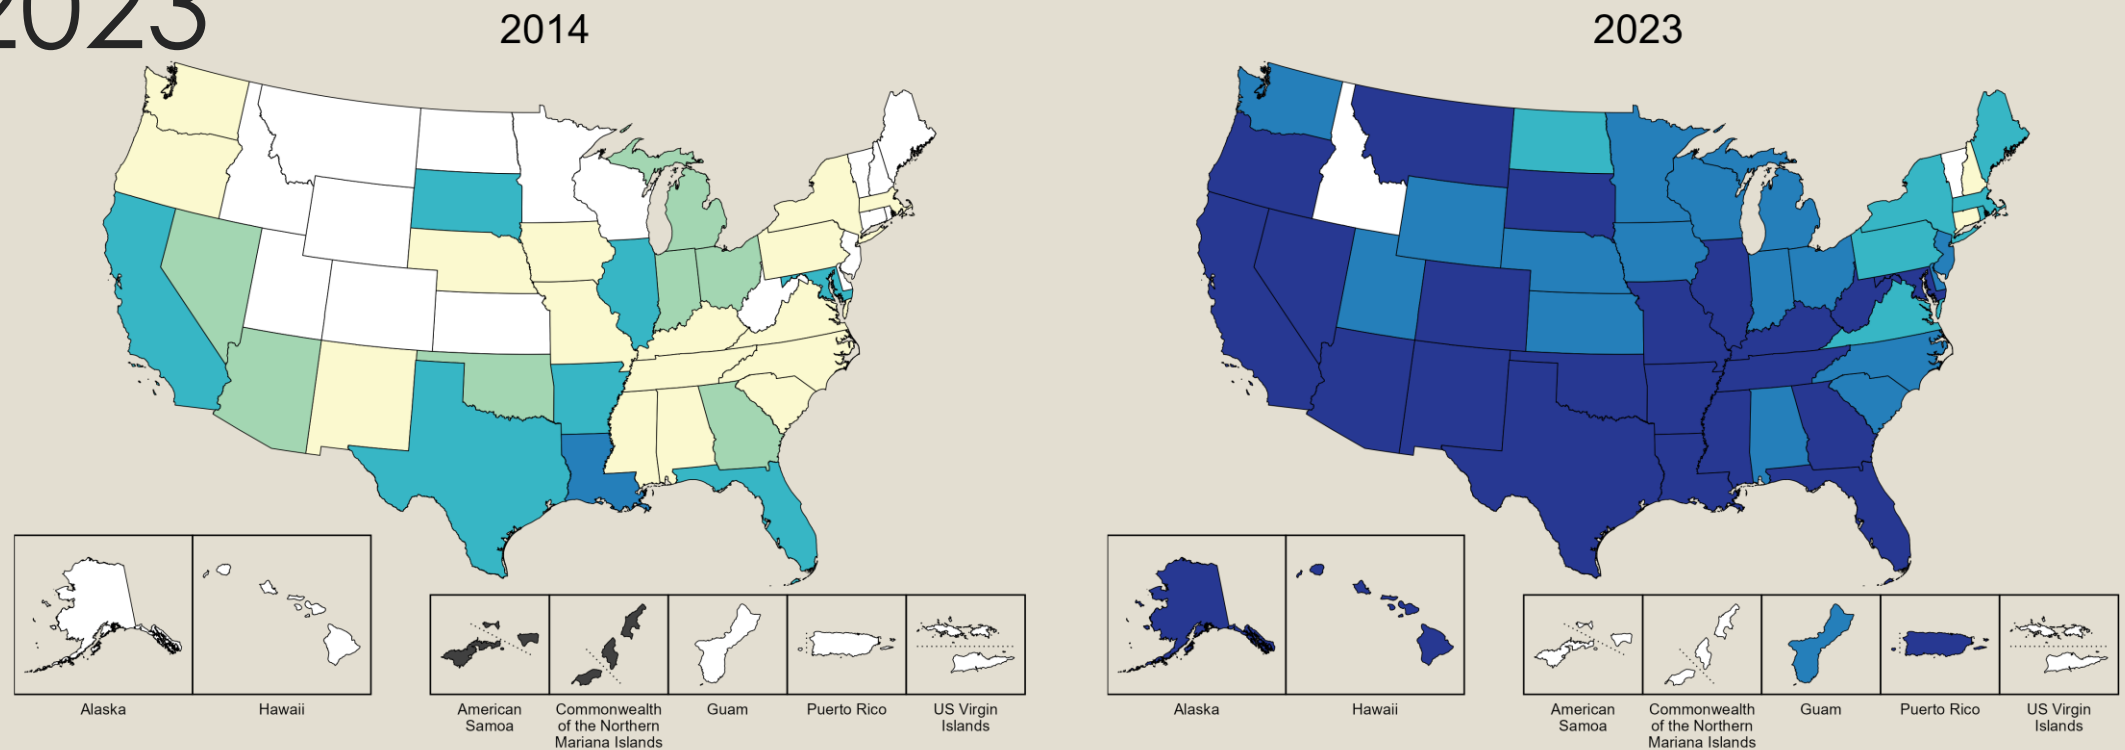 2023
2014
2023
Alaska
Hawaii
American
Samoa
Commonwealth
of the Northern
Mariana Islands
Guam
Puerto Rico
US Virgin
Islands
Alaska
Hawaii
American
Samoa
Commonwealth
of the Northern
Mariana Islands
Guam
Puerto Rico
US Virgin
Islands